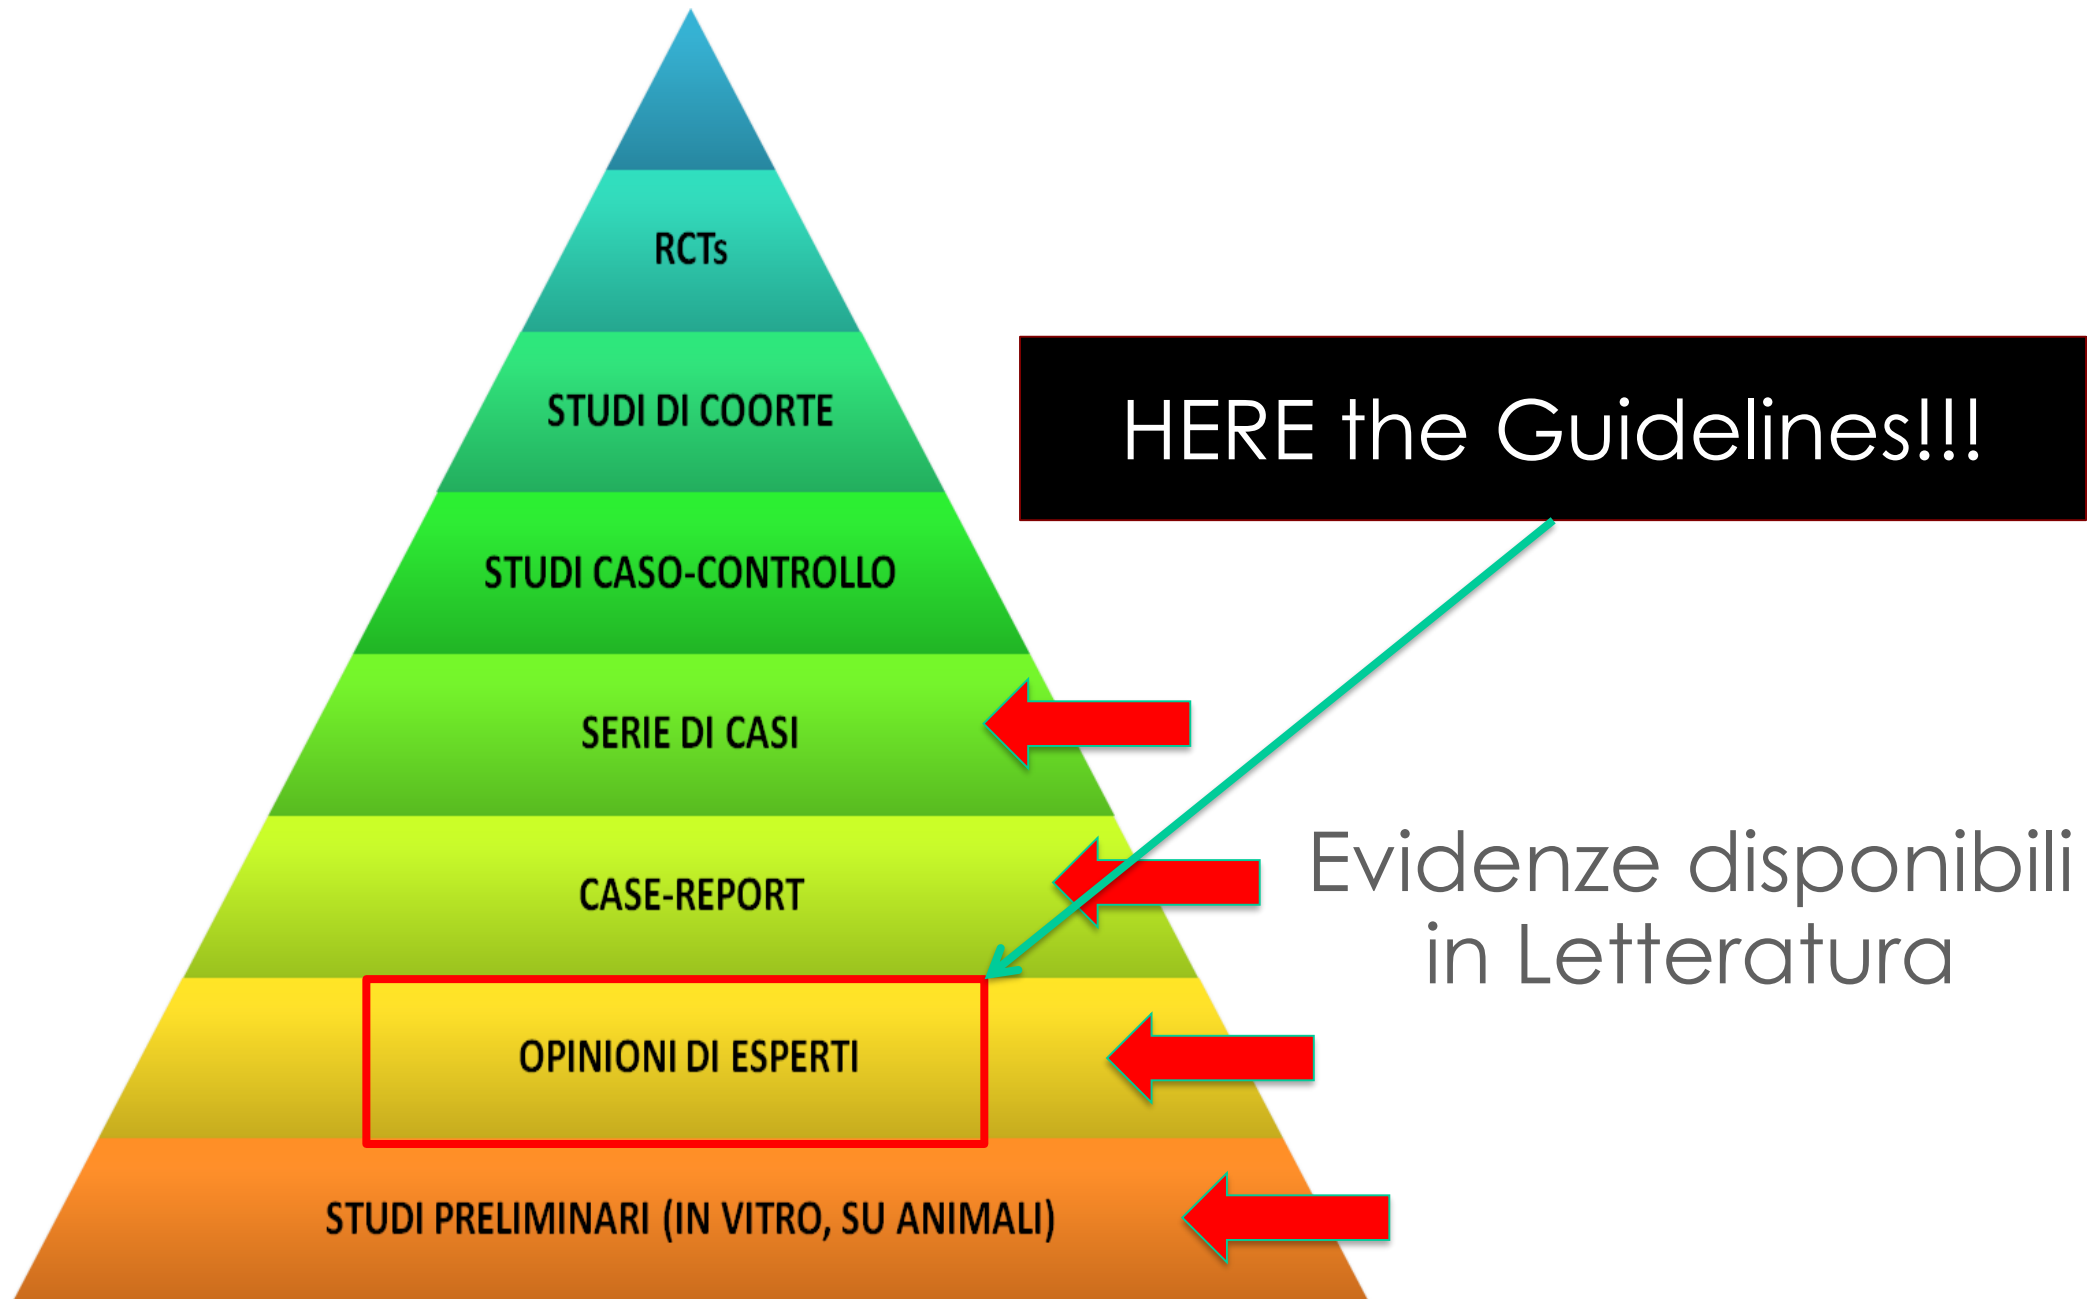 RCTs
STUDI DI COORTE
HERE the Guidelines!!!
STUDI CASO-CONTROLLO
SERIE DI CASI
CASE-REPORT
Evidenze disponibili
in Letteratura
OPINIONI DI ESPERTI
STUDI PRELIMINARI (IN VITRO, SU ANIMALI)